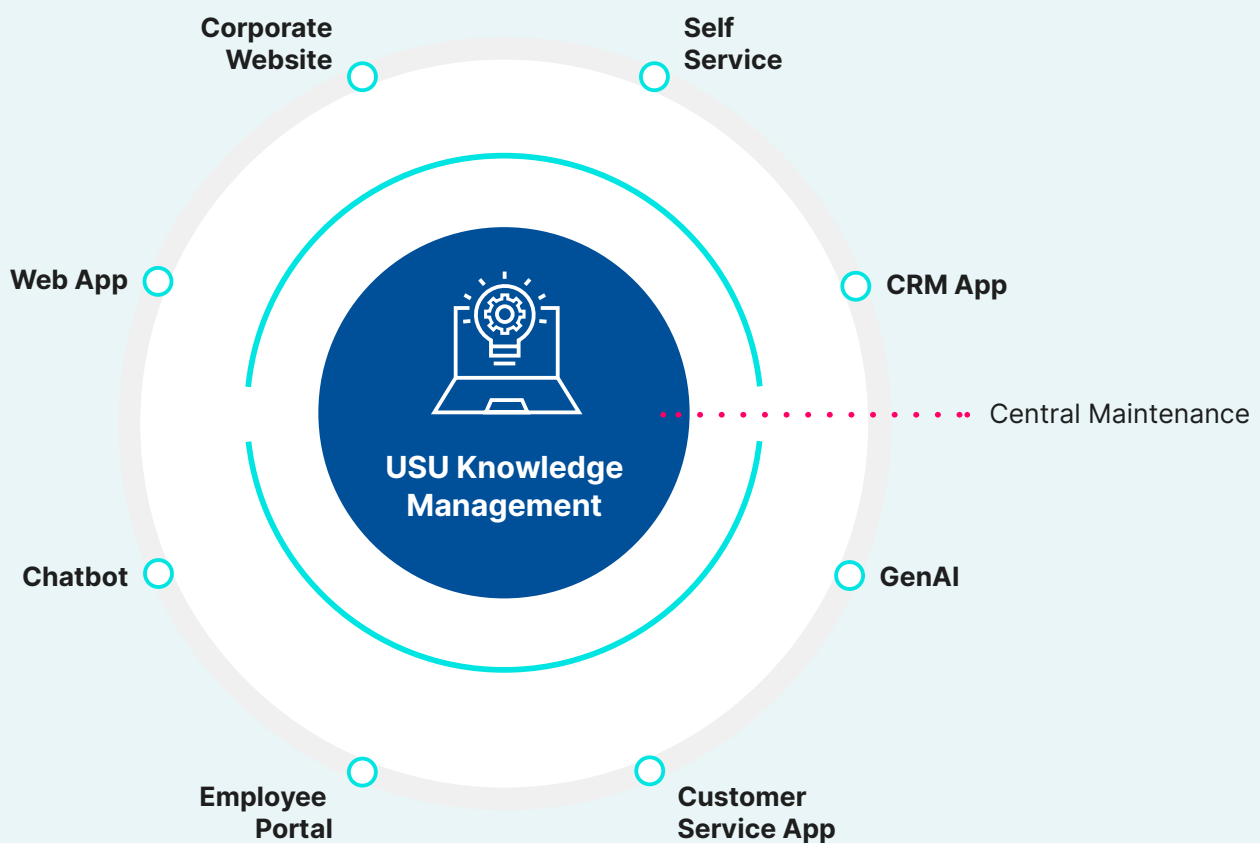 Corporate
Website
Self
Service
Web App
CRM App
Central Maintenance
USU Knowledge
Management
Chatbot
GenAI
Employee
Portal
Customer
Service App